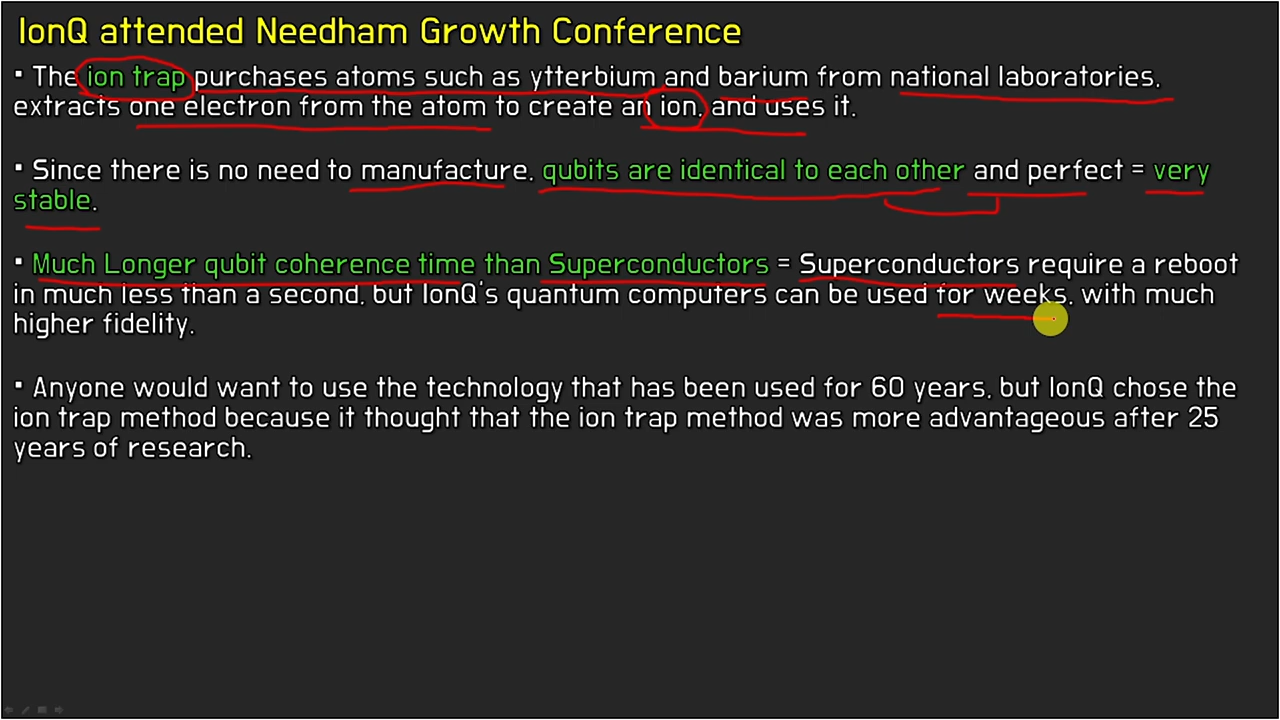 IonQ attended Needham Growth Conference
▪ The ion trap purchases atoms such as ytterbium and barium from national laboratories,
extracts one electron from the atom to create an ion, and uses it.
▪ Since there is no need to manufacture, qubits are identical to each other and perfect = very
stable.
▪ Much Longer qubit coherence time than Superconductors = Superconductors require a reboot
in much less than a second, but IonQ's quantum computers can be used for weeks, with much
higher fidelity.
▪ Anyone would want to use the technology that has been used for 60 years, but IonQ chose the
ion trap method because it thought that the ion trap method was more advantageous after 25
years of research.